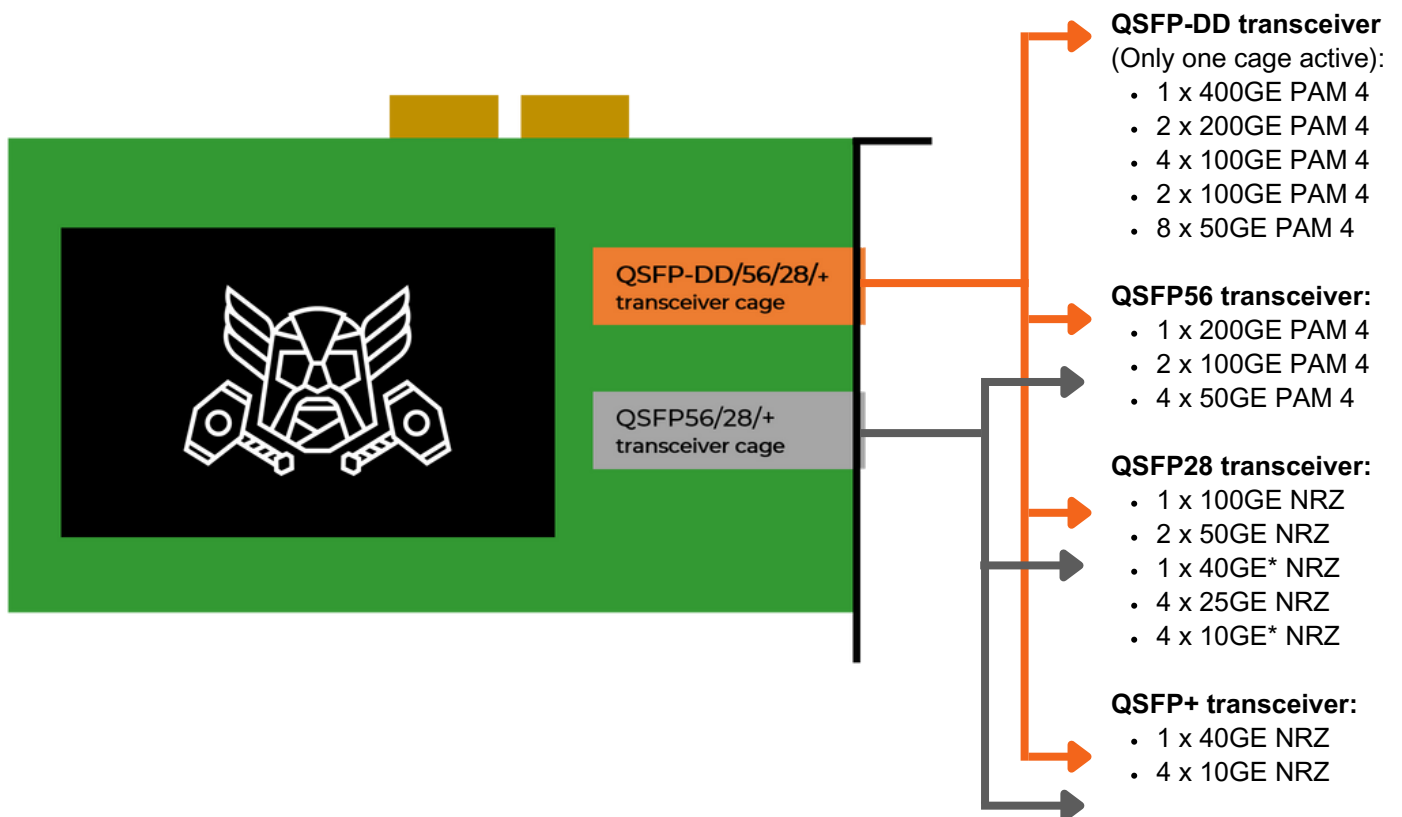 QSFP-DD transceiver
(Only one cage active):
• 1 x 400GE PAM 4
• 2 x 200GE PAM 4
• 4 x 100GE PAM 4
• 2 x 100GE PAM 4
• 8 x 50GE PAM 4
QSFP-DD/56/28/+
transceiver cage
QSFP56/28/+
transceiver cage
QSFP56 transceiver:
• 1 x 200GE PAM 4
• 2 x 100GE PAM 4
• 4 x 50GE PAM 4
QSFP28 transceiver:
• 1 x 100GE NRZ
• 2 x 50GE NRZ
• 1 x 40GE* NRZ
• 4 x 25GE NRZ
• 4 x 10GE* NRZ
QSFP+ transceiver:
• 1 x 40GE NRZ
• 4 x 10GE NRZ